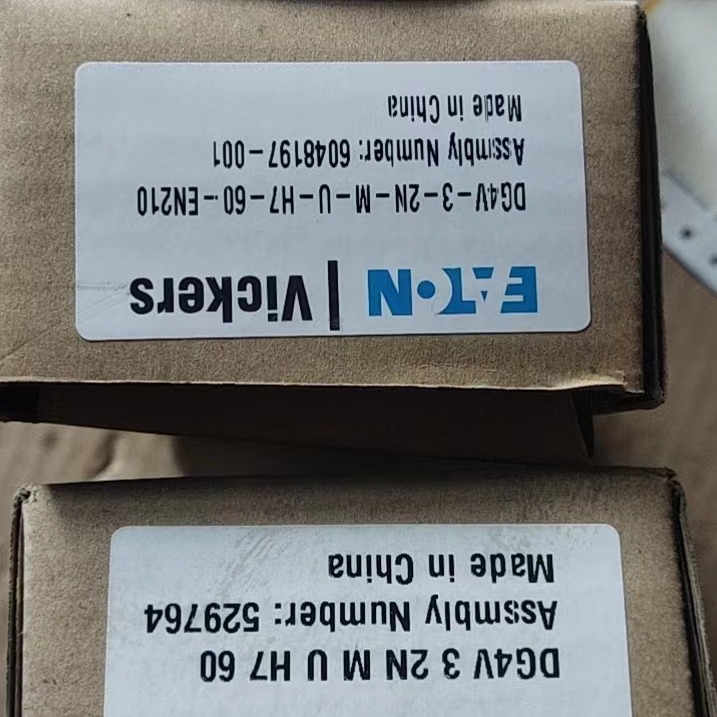 DG4V 3 2N M U H7 60
Assmbly Number: 529764
Made in China
EATON | Vickers
DG4V-3-2N-M-U-H7-60-EN210
Assmbly Number: 6048197-001
Made in China